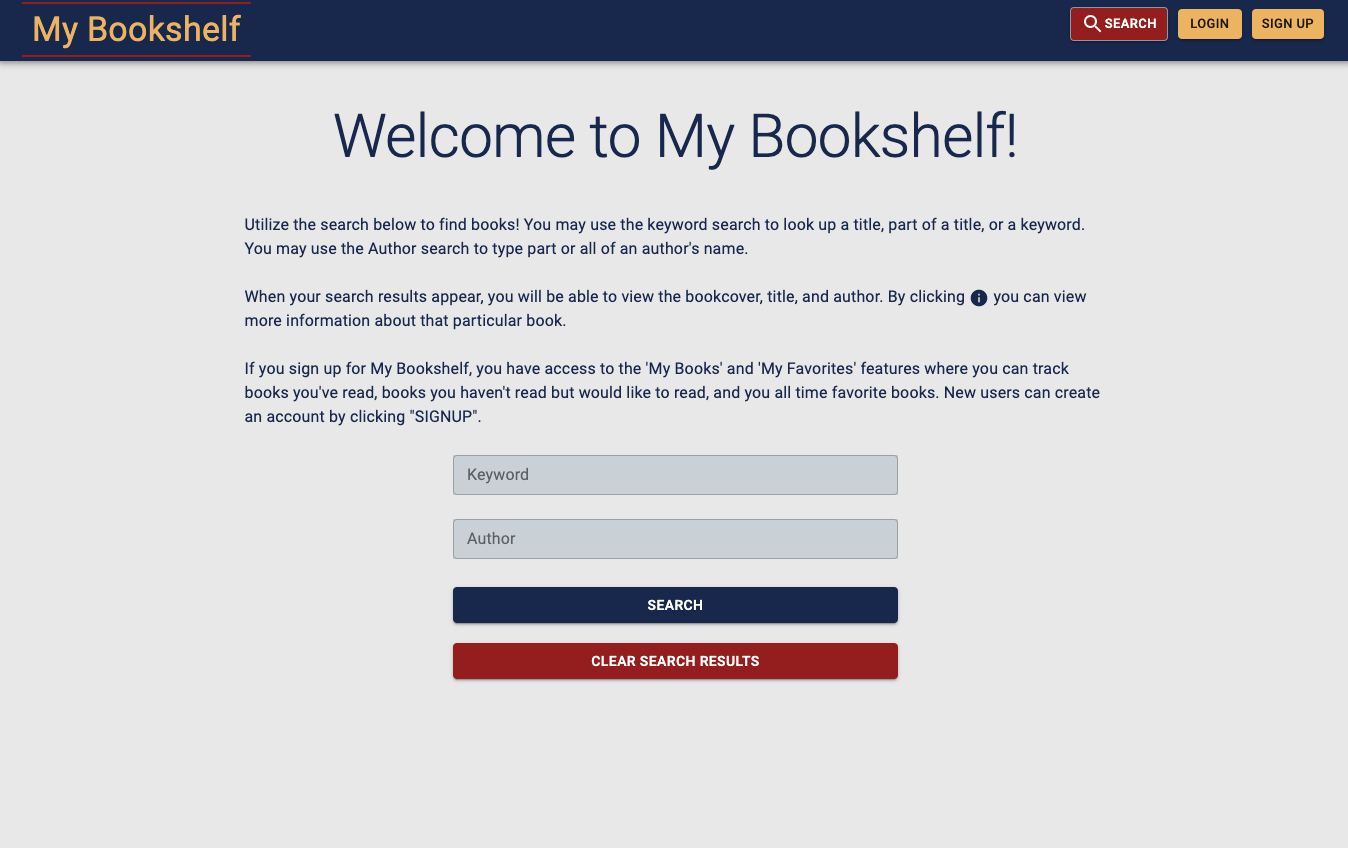 My Bookshelf
SEARCH
LOGIN
SIGN UP
Welcome to My Bookshelf!
Utilize the search below to find books! You may use the keyword search to look up a title, part of a title, or a keyword.
You may use the Author search to type part or all of an author's name.
When your search results appear, you will be able to view the bookcover, title, and author. By clicking you can view
more information about that particular book.
If you sign up for My Bookshelf, you have access to the 'My Books' and 'My Favorites' features where you can track
books you've read, books you haven't read but would like to read, and you all time favorite books. New users can create
an account by clicking "SIGNUP".
Keyword
Author
SEARCH
CLEAR SEARCH RESULTS